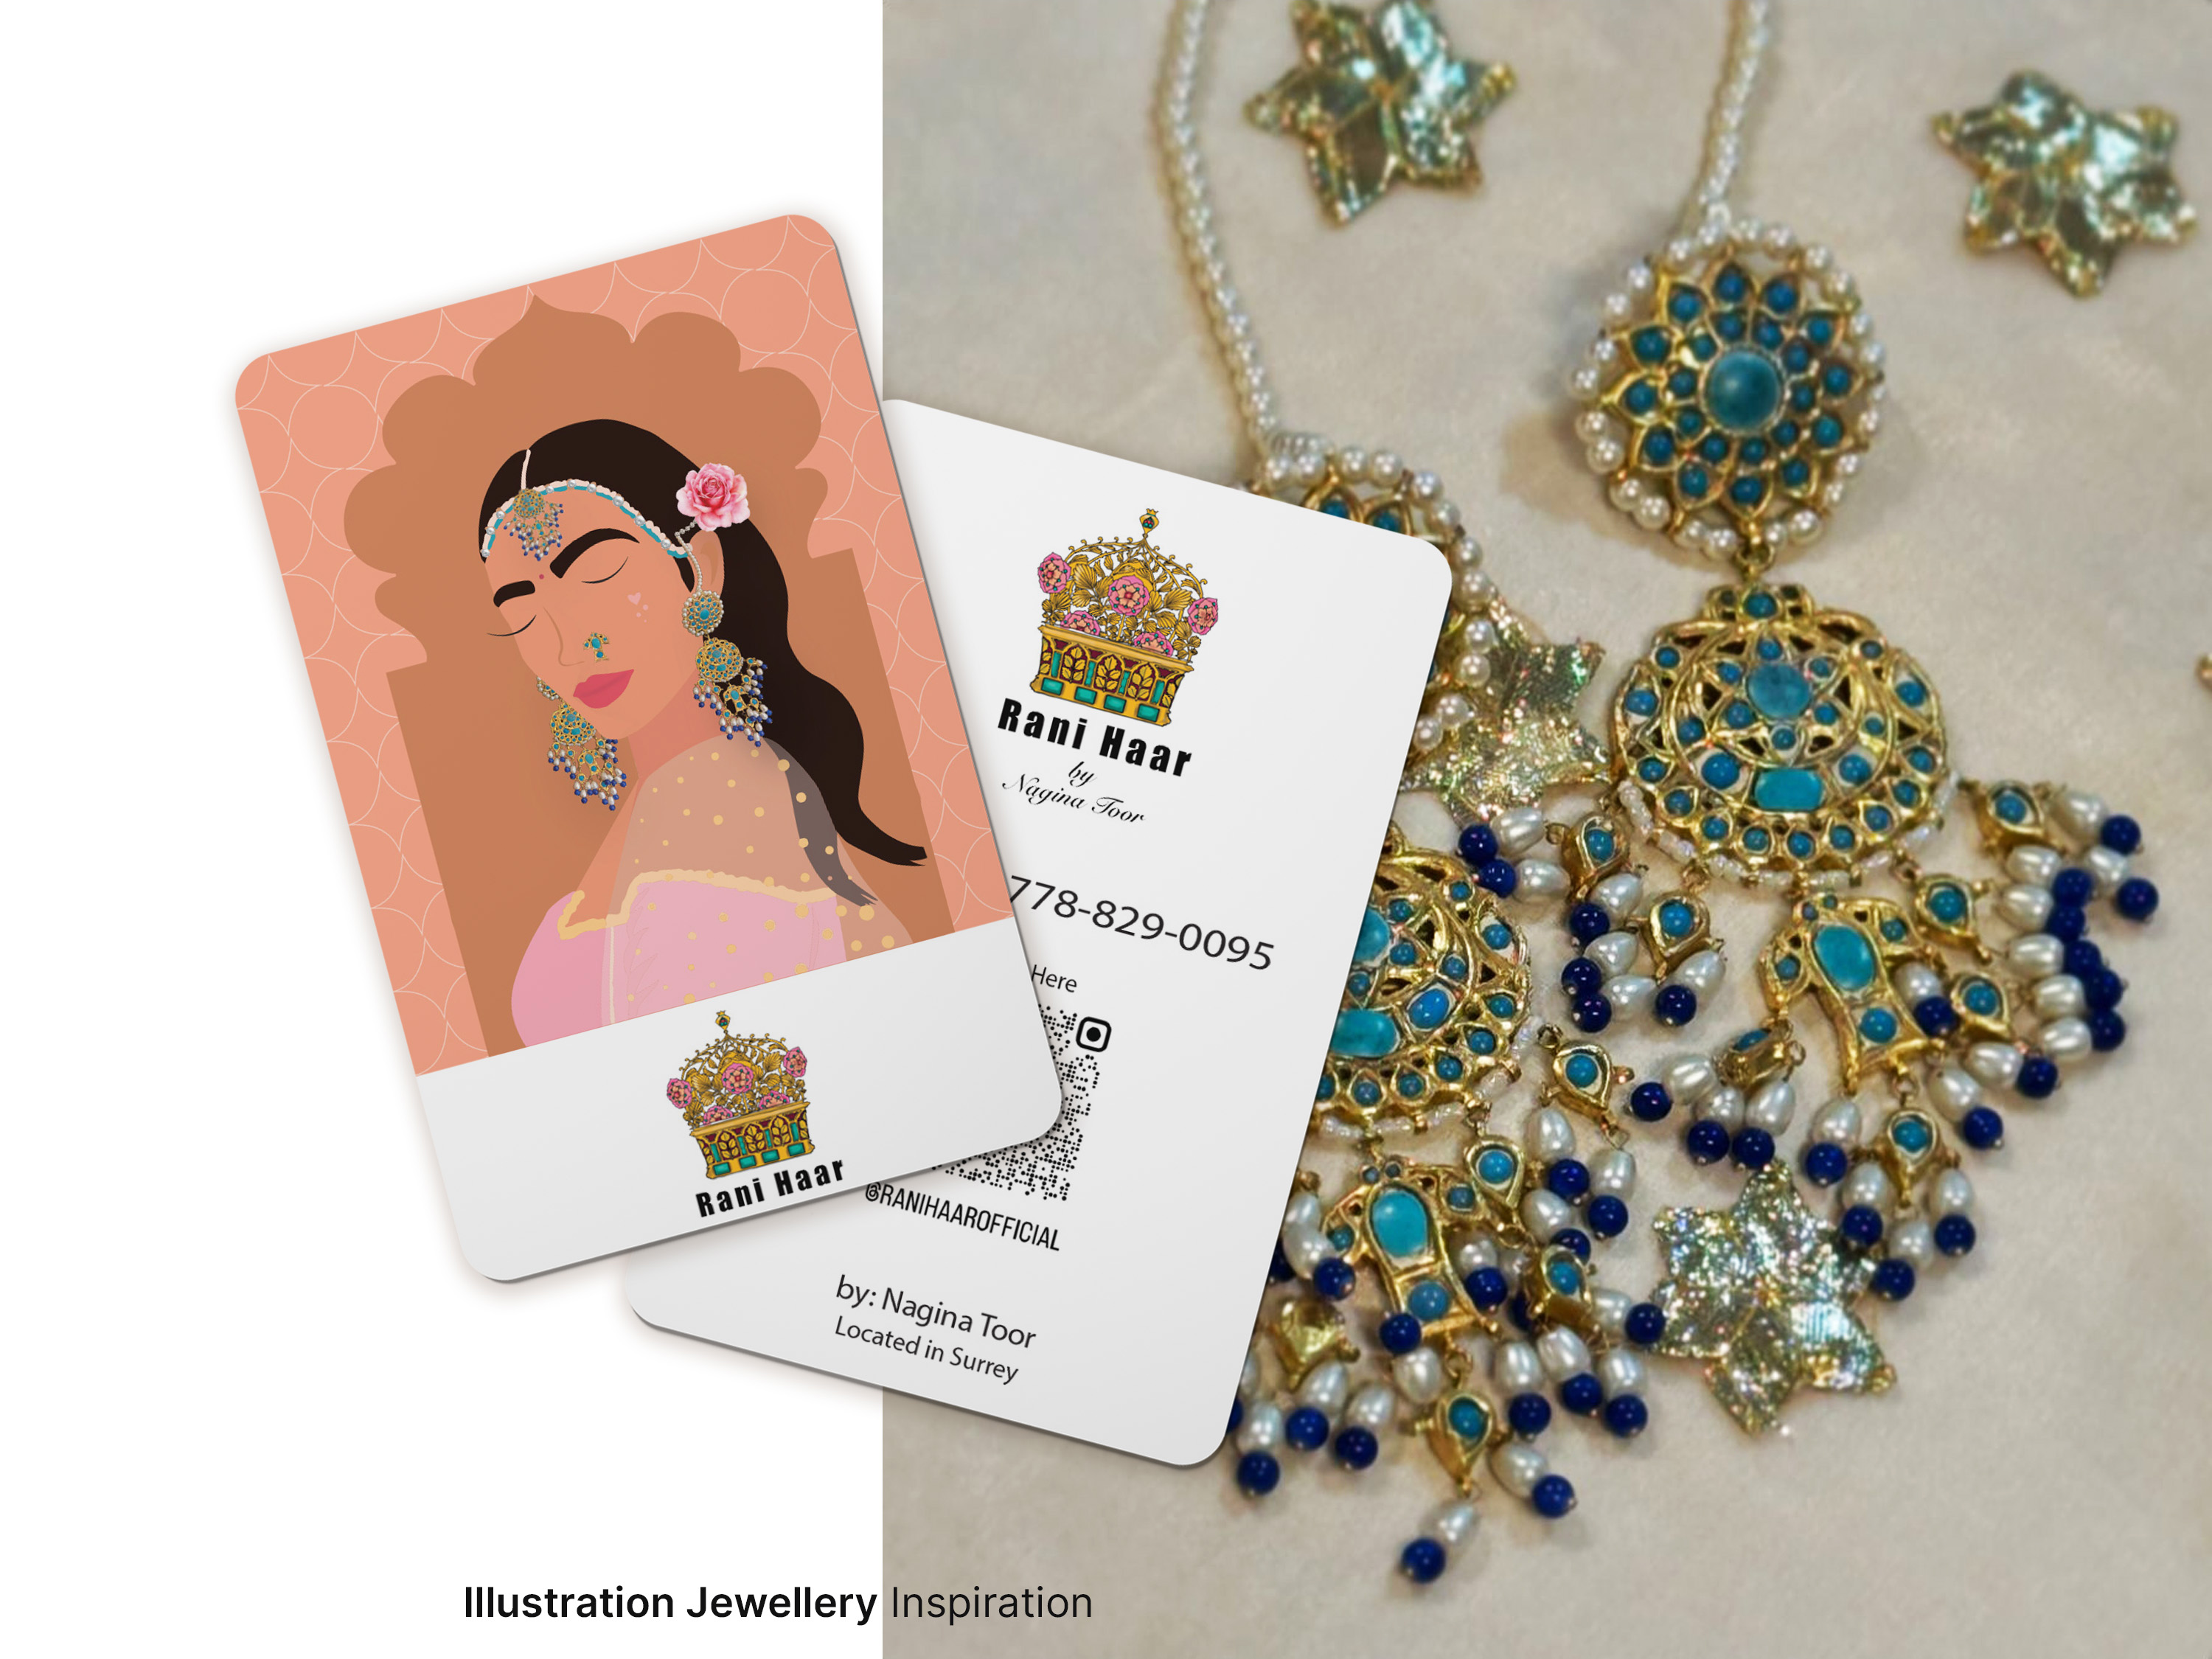 Rani Haar
by
Nagina Toor
778-829-0095
Here
@RANIHAAROFFICIAL
by: Nagina Toor
Located in Surrey
Rani Haar
Illustration Jewellery Inspiration